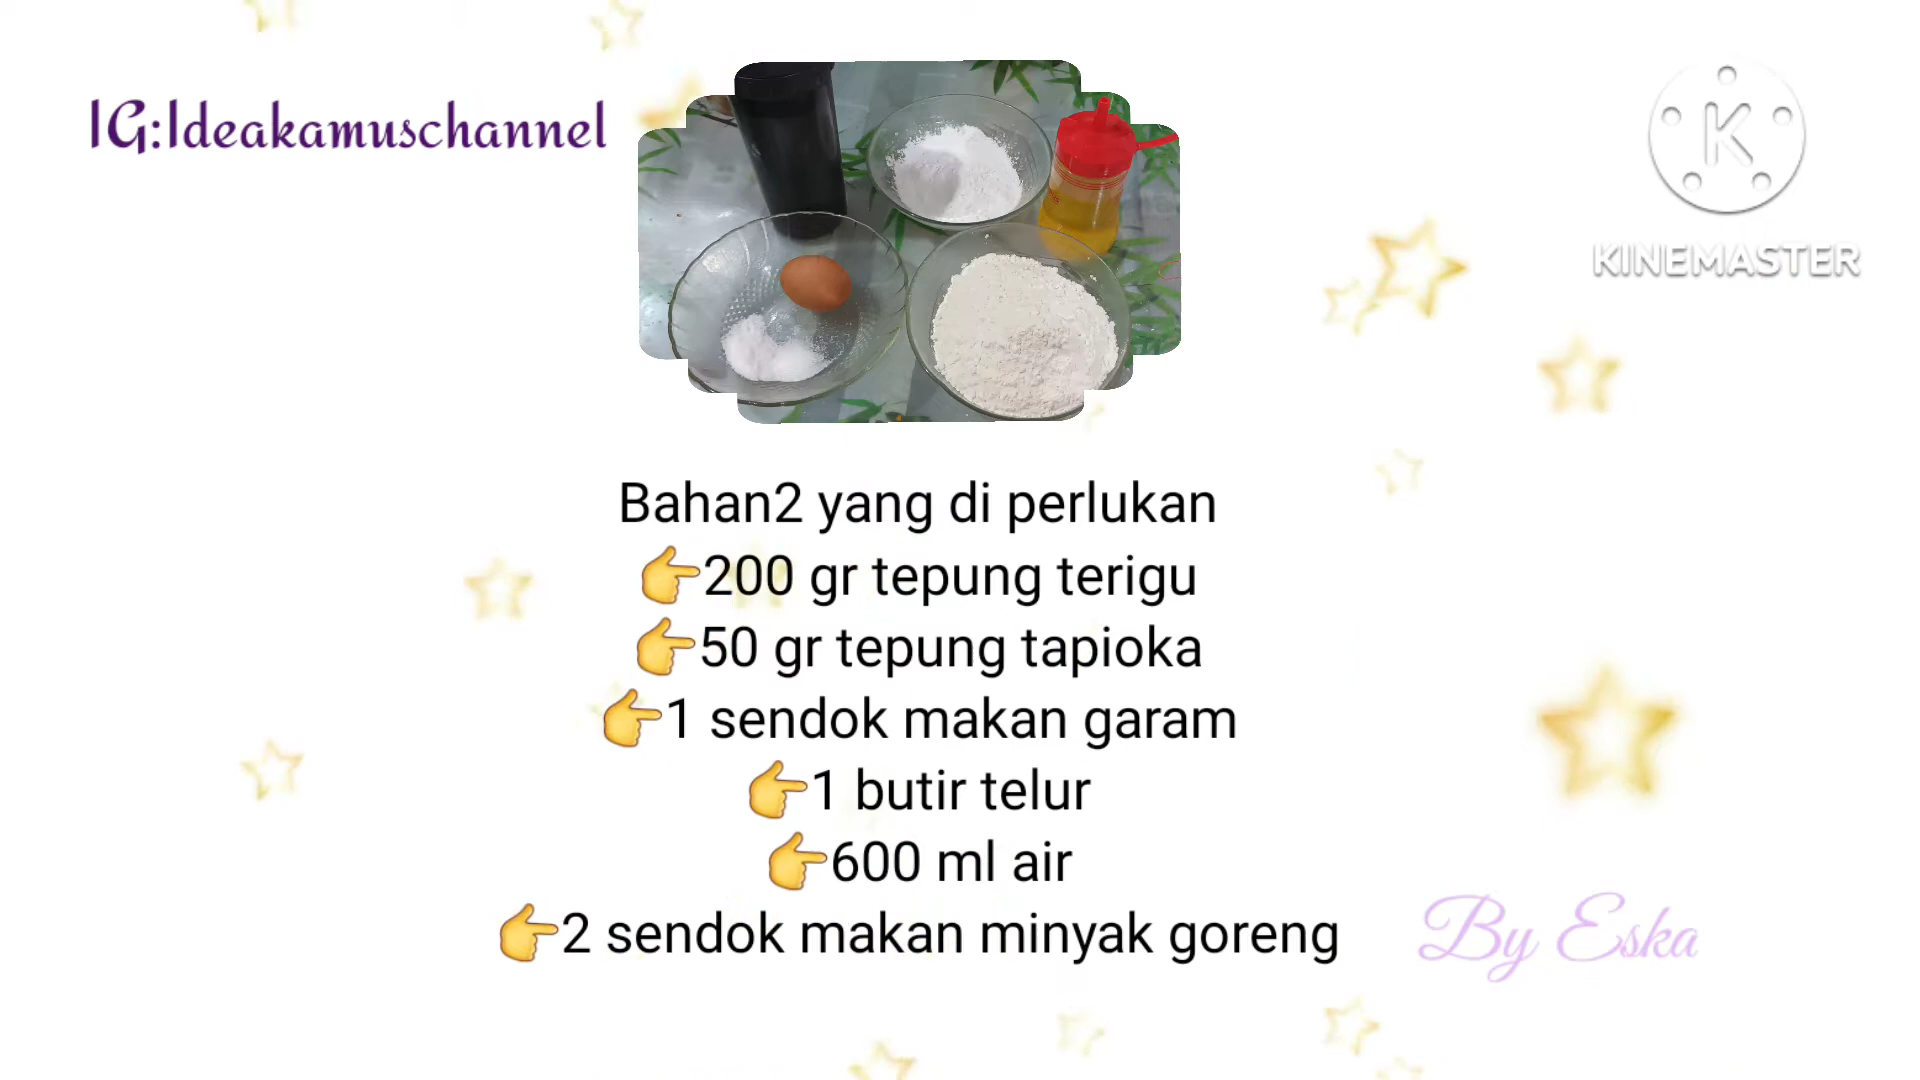 IG:Ideakamuschannel
KINEMASTER
Bahan2 yang di perlukan
👉200 gr tepung terigu
👉50 gr tepung tapioka
👉1 sendok makan garam
👉1 butir telur
👉600 ml air
👉2 sendok makan minyak goreng
By Eska